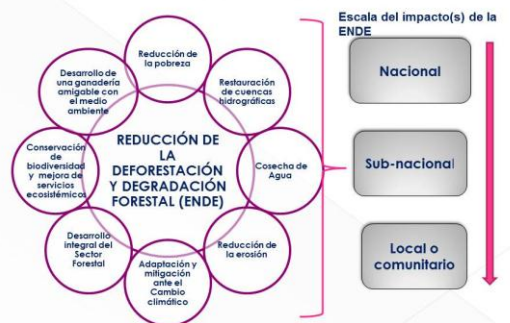 Reducción de
la pobreza
Restauración
de cuencas
hidrográficas
Cosecha de
Agua
Reducción de
la erosión
Adaptación y
mitigación
ante el
Cambio
climático
Desarrollo
integral del
Sector
Forestal
Conservación
de
biodiversidad
y mejora de
servicios
ecosistémicos
Desarrollo de
una ganadería
amigable con
el medio
ambiente
REDUCCIÓN DE
LA
DEFORESTACIÓN
Y DEGRADACIÓN
FORESTAL (ENDE)
Escala del impacto(s) de la
ENDE
Nacional
Sub-nacional
Local o
comunitario